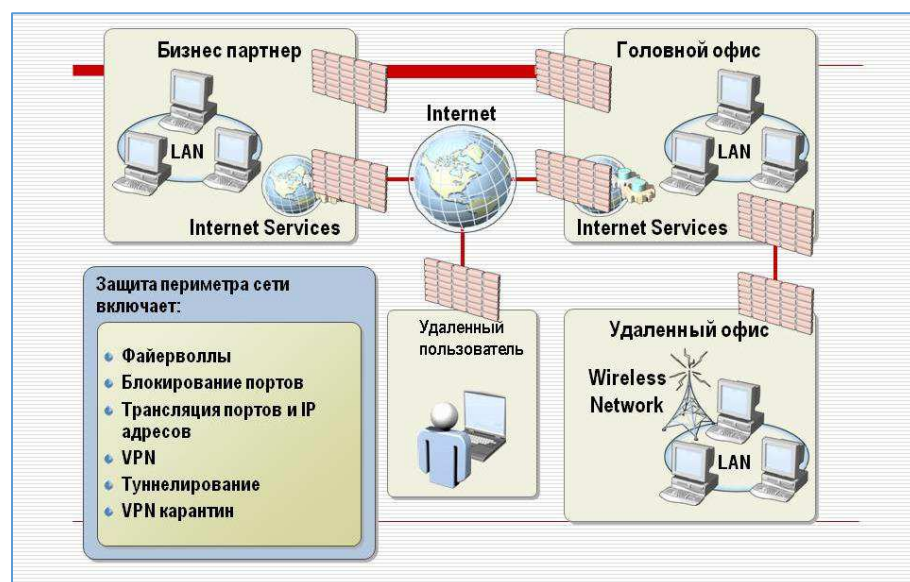 Бизнес партнер
LAN
Internet Services
Internet
Головной офис
LAN
Internet Services
Защита периметра сети
включает:
Файерволлы
Блокирование портов
Трансляция портов и IP
адресов
VPN
Туннелирование
VPN карантин
Удаленный
пользователь
Удаленный офис
Wireless
Network
LAN